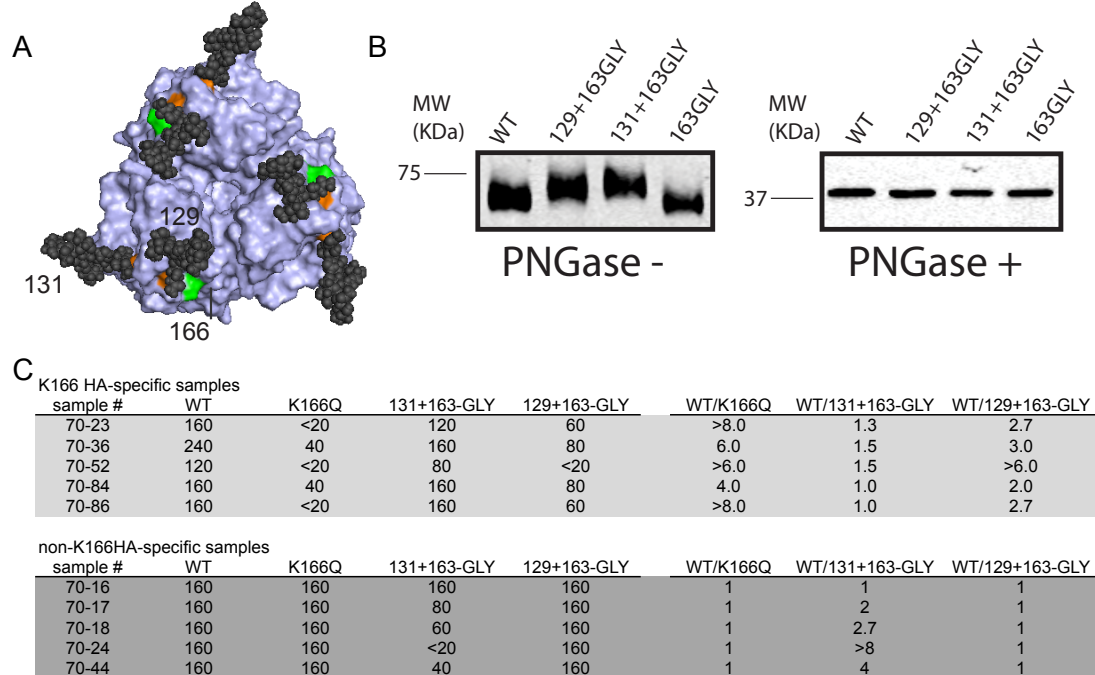 A
129
131
166
B
MW
(KDa)
WT
129+163GLY
131+163GLY
163GLY
75
PNGase -
MW
(KDa)
WT
129+163GLY
131+163GLY
163GLY
37
PNGase +
C
K166 HA-specific samples
sample # WT K166Q 131+163-GLY 129+163-GLY WT/K166Q WT/131+163-GLY WT/129+163-GLY
70-23 160 <20 120 60 >8.0 1.3 2.7
70-36 240 40 160 80 6.0 1.5 3.0
70-52 120 <20 80 <20 >6.0 1.5 >6.0
70-84 160 40 160 80 4.0 1.0 2.0
70-86 160 <20 160 60 >8.0 1.0 2.7
non-K166HA-specific samples
sample # WT K166Q 131+163-GLY 129+163-GLY WT/K166Q WT/131+163-GLY WT/129+163-GLY
70-16 160 160 160 160 1 1 1
70-17 160 160 80 160 1 2 1
70-18 160 160 60 160 1 2.7 1
70-24 160 160 <20 160 1 >8 1
70-44 160 160 40 160 1 4 1